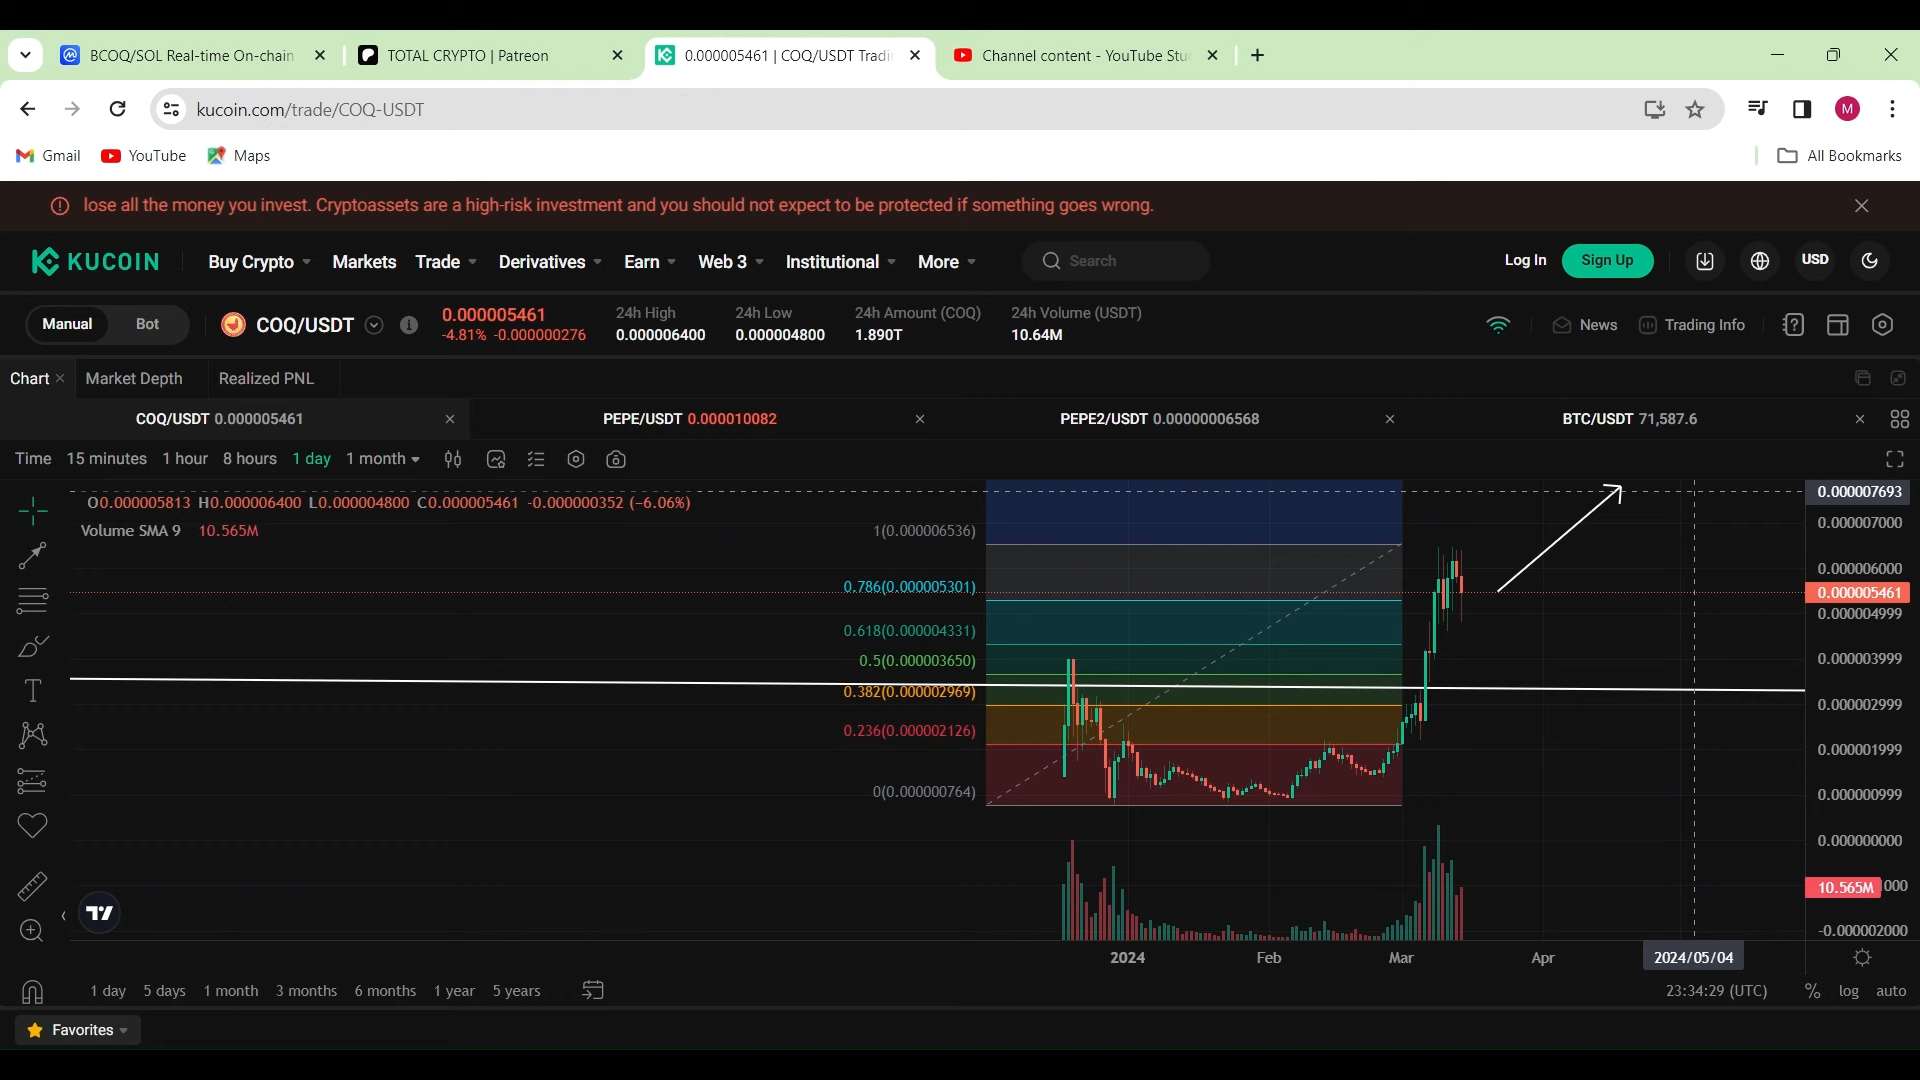 BCOQ/SOL Real-time On-chain
TOTAL CRYPTO | Patreon
0.000005461 | COQ/USDT Tradi
Channel content - YouTube Stu
kucoin.com/trade/COQ-USDT
M
Gmail YouTube Maps
All Bookmarks
lose all the money you invest. Cryptoassets are a high-risk investment and you should not expect to be protected if something goes wrong.
KUCOIN Buy Crypto Markets Trade Derivatives Earn Web 3 Institutional More Search Log In Sign Up USD
Manual Bot COQ/USDT
0.000005461
-4.81% -0.000000276
24h High
0.000006400
24h Low
0.000004800
24h Amount (COQ)
1.890T
24h Volume (USDT)
10.64M
News Trading Info
Chart Market Depth Realized PNL
COQ/USDT 0.000005461 PEPE/USDT 0.000010082 PEPE2/USDT 0.00000006568 BTC/USDT 71,587.6
Time 15 minutes 1 hour 8 hours 1 day 1 month
O0.000005813 H0.000006400 L0.000004800 C0.000005461 -0.000000352 (-6.06%)
Volume SMA 9 10.565M
1(0.000006536)
0.786(0.000005301)
0.618(0.000004331)
0.5(0.000003650)
0.382(0.000002969)
0.236(0.000002126)
0(0.000000764)
0.000007693
0.000007000
0.000006000
0.000005461
0.000004999
0.000003999
0.000002999
0.000001999
0.000000999
0.000000000
10.565M 000
-0.000002000
2024 Feb Mar Apr 2024/05/04
1 day 5 days 1 month 3 months 6 months 1 year 5 years
23:34:29 (UTC) % log auto
Favorites